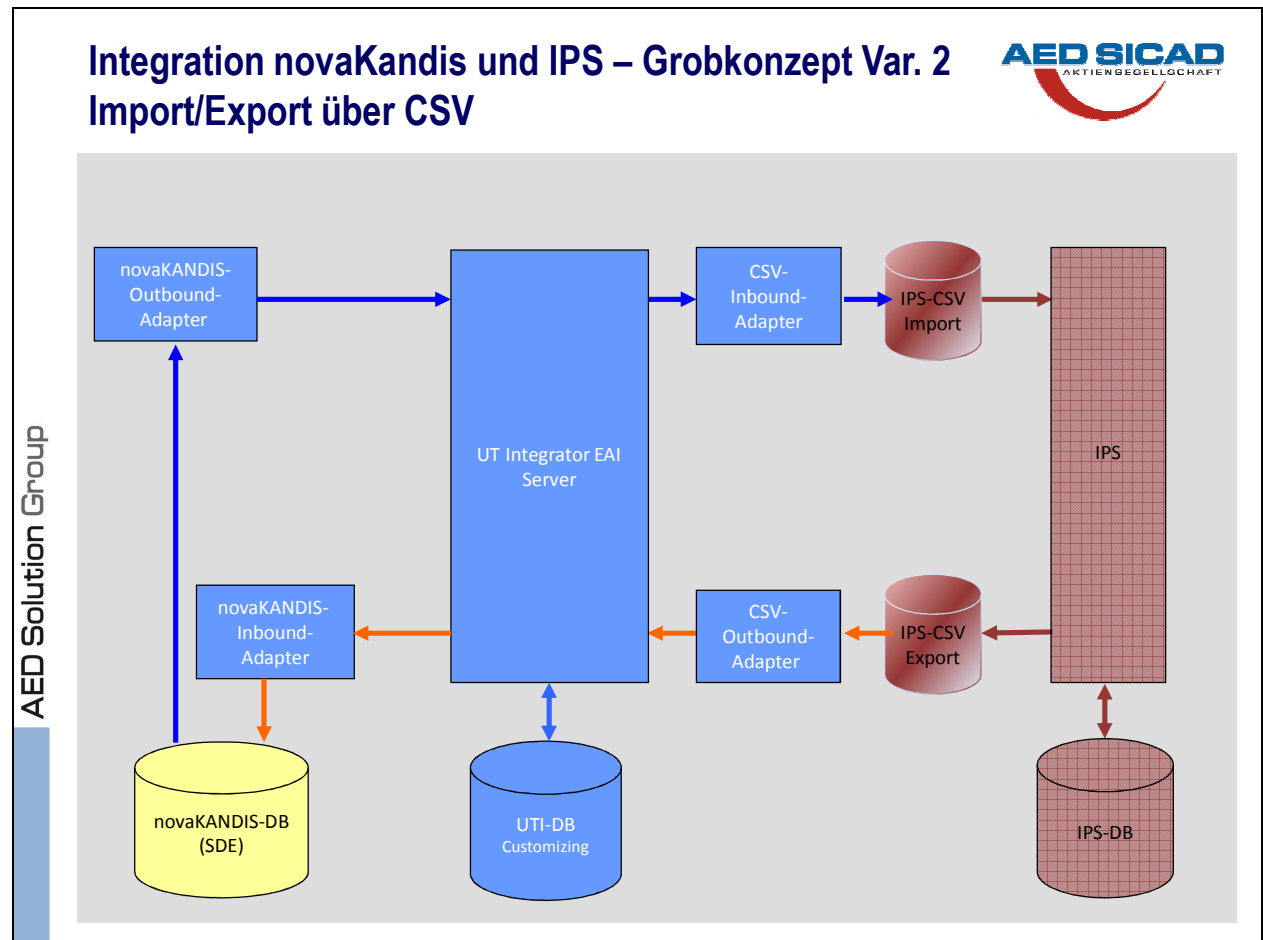 Integration novaKandis und IPS – Grobkonzept Var. 2
Import/Export über CSV
AED SICAD
AKTIENGESELLSCHAFT
novaKANDIS-
Outbound-
Adapter
CSV-
Inbound-
Adapter
IPS-CSV
Import
UT Integrator EAI
Server
IPS
novaKANDIS-
Inbound-
Adapter
CSV-
Outbound-
Adapter
IPS-CSV
Export
novaKANDIS-DB
(SDE)
UTI-DB
Customizing
IPS-DB
AED Solution Group